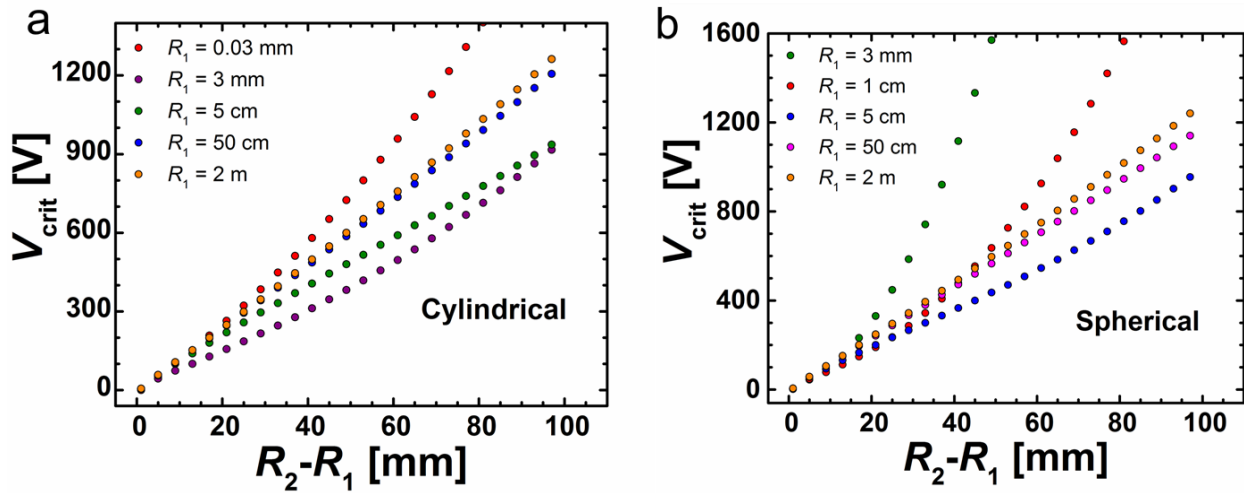 a
R₁ = 0.03 mm
R₁ = 3 mm
R₁ = 5 cm
R₁ = 50 cm
R₁ = 2 m
1200
900
600
300
0
V_crit [V]
Cylindrical
0 20 40 60 80 100
R₂-R₁ [mm]
b
R₁ = 3 mm
R₁ = 1 cm
R₁ = 5 cm
R₁ = 50 cm
R₁ = 2 m
1600
1200
800
400
0
V_crit [V]
Spherical
0 20 40 60 80 100
R₂-R₁ [mm]